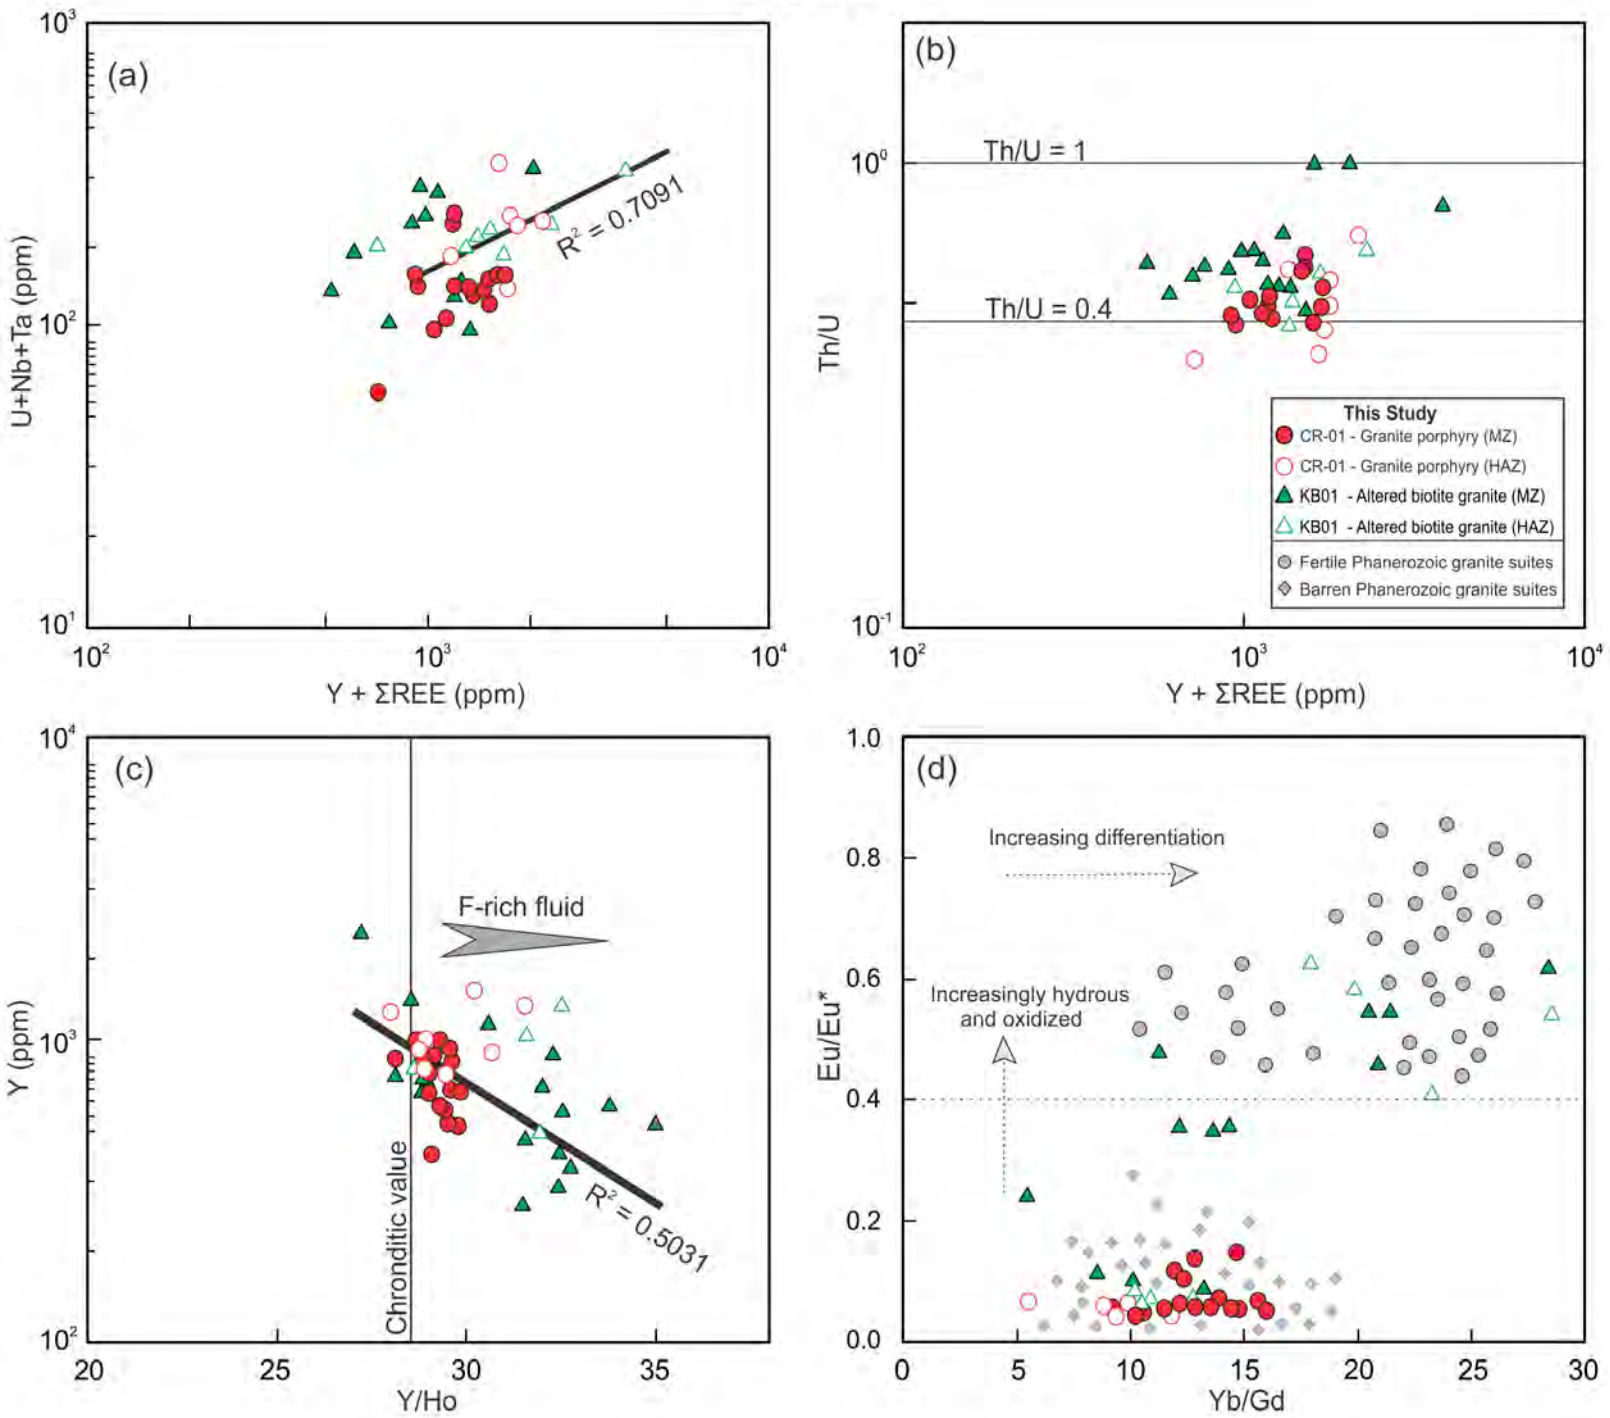 (a)
10³
10²
10¹
U+Nb+Ta (ppm)
R² = 0.7091
10² 10³ 10⁴
Y + ΣREE (ppm)
(b)
10⁰
10⁻¹
Th/U
Th/U = 1
Th/U = 0.4
This Study
CR-01 - Granite porphyry (MZ)
CR-01 - Granite porphyry (HAZ)
KB01 - Altered biotite granite (MZ)
KB01 - Altered biotite granite (HAZ)
Fertile Phanerozoic granite suites
Barren Phanerozoic granite suites
10² 10³ 10⁴
Y + ΣREE (ppm)
(c)
10⁴
10³
10²
Y (ppm)
F-rich fluid
Chronditic value
R² = 0.5031
20 25 30 35
Y/Ho
(d)
1.0
0.8
0.6
0.4
0.2
0.0
Eu/Eu*
Increasing differentiation
Increasingly hydrous
and oxidized
0 5 10 15 20 25 30
Yb/Gd